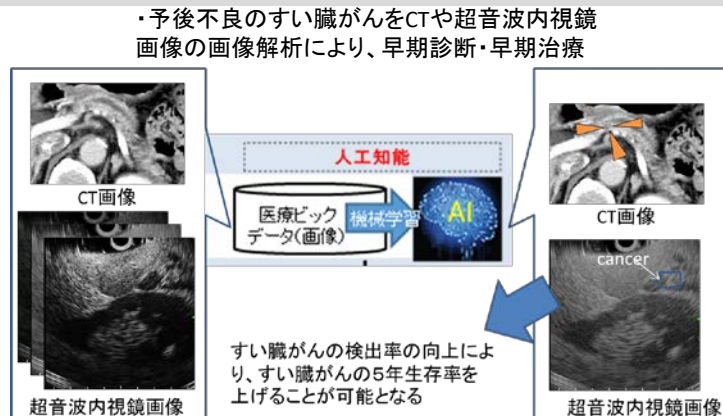 ・予後不良のすい臓がんをCTや超音波内視鏡
画像の画像解析により、早期診断・早期治療
CT画像
超音波内視鏡画像
人工知能
医療ビック
データ(画像)
機械学習
AI
すい臓がんの検出率の向上によ
り、すい臓がんの5年生存率を
上げることが可能となる
CT画像
cancer
超音波内視鏡画像